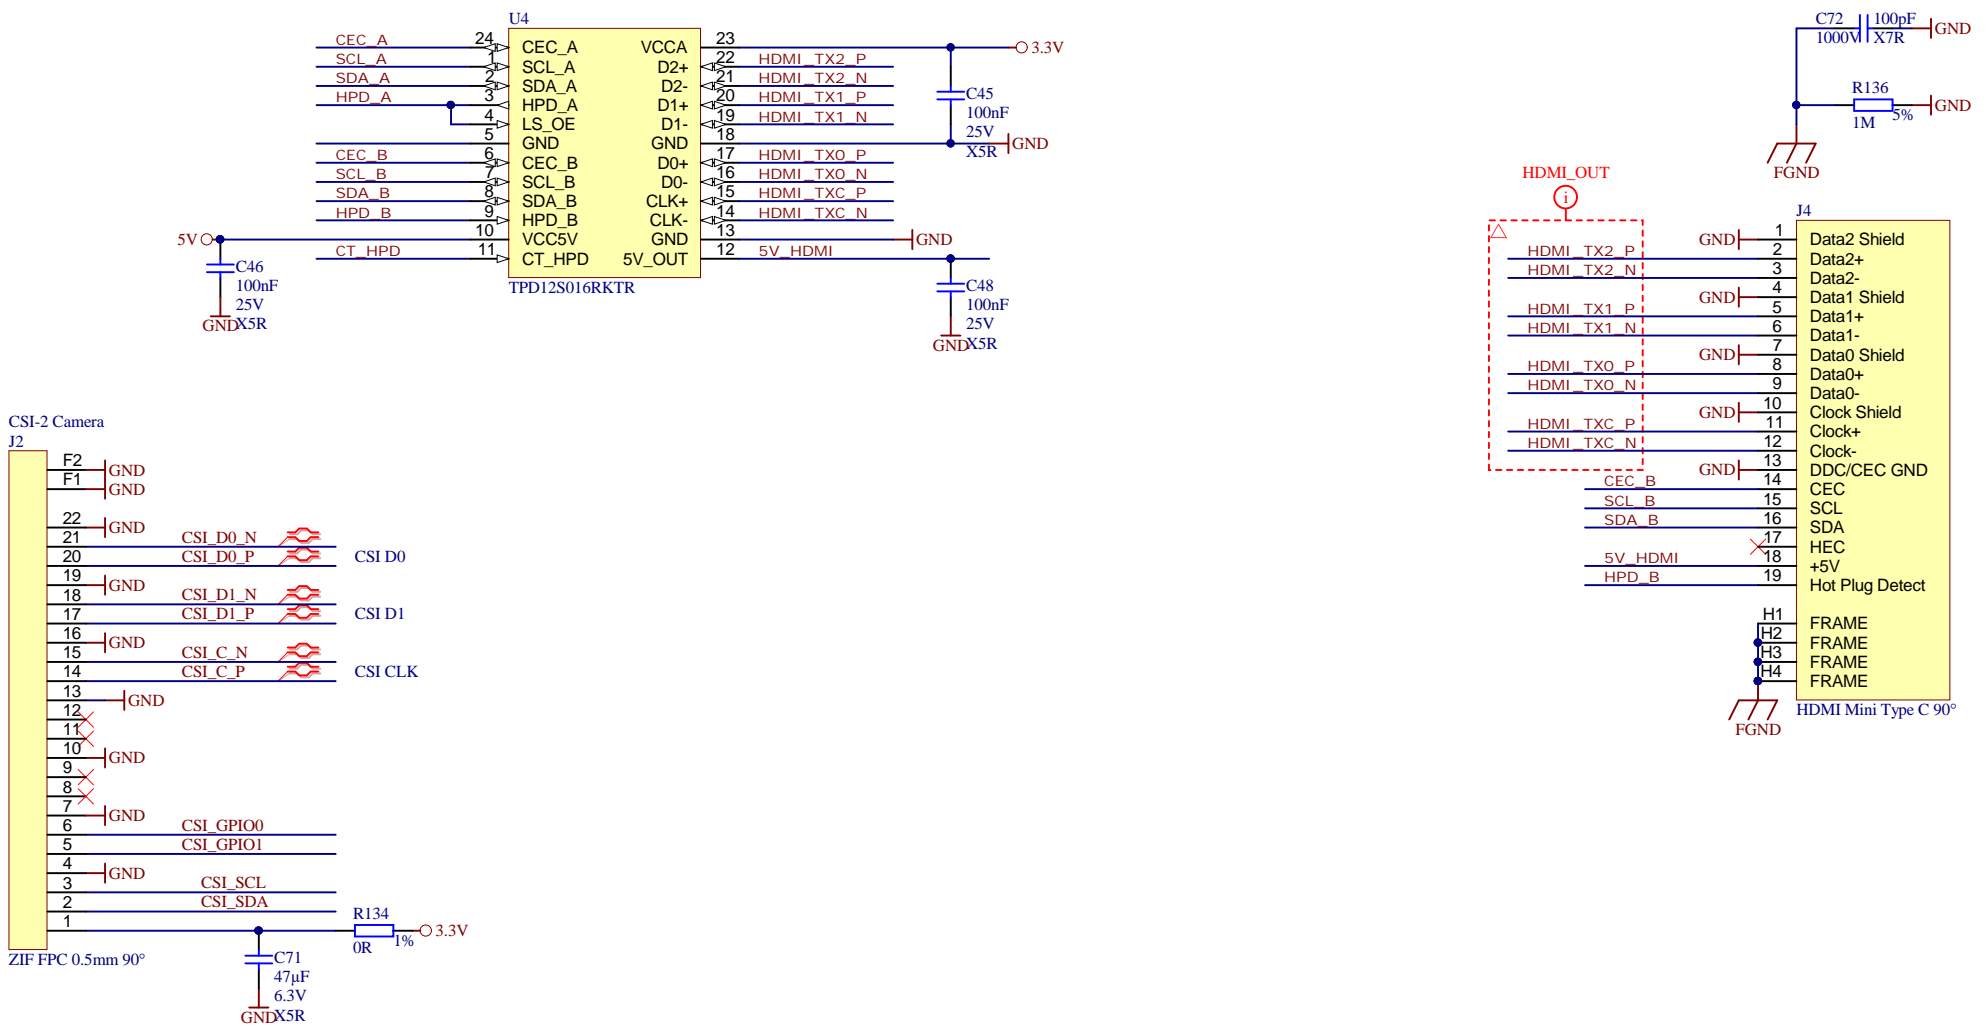 U4
CEC_A 24 CEC_A VCCA 23 3.3V
SCL_A 1 SCL_A D2+ 22 HDMI_TX2_P
SDA_A 2 SDA_A D2- 21 HDMI_TX2_N
HPD_A 3 HPD_A D1+ 20 HDMI_TX1_P
4 LS_OE D1- 19 HDMI_TX1_N
5 GND GND 18 GND
CEC_B 6 CEC_B D0+ 17 HDMI_TX0_P
SCL_B 7 SCL_B D0- 16 HDMI_TX0_N
SDA_B 8 SDA_B CLK+ 15 HDMI_TXC_P
HPD_B 9 HPD_B CLK- 14 HDMI_TXC_N
5V 10 VCC5V GND 13 GND
CT_HPD 11 CT_HPD 5V_OUT 12 5V_HDMI
TPD12S016RKTR
C45
100nF
25V
X5R
C46
100nF
25V
X5R
GND
C48
100nF
25V
X5R
GND
C72 100pF GND
1000V X7R
R136 GND
1M 5%
FGND
HDMI_OUT
i
J4
GND 1 Data2 Shield
HDMI_TX2_P 2 Data2+
HDMI_TX2_N 3 Data2-
GND 4 Data1 Shield
HDMI_TX1_P 5 Data1+
HDMI_TX1_N 6 Data1-
GND 7 Data0 Shield
HDMI_TX0_P 8 Data0+
HDMI_TX0_N 9 Data0-
GND 10 Clock Shield
HDMI_TXC_P 11 Clock+
HDMI_TXC_N 12 Clock-
GND 13 DDC/CEC GND
CEC_B 14 CEC
SCL_B 15 SCL
SDA_B 16 SDA
17 HEC
5V_HDMI 18 +5V
HPD_B 19 Hot Plug Detect
H1 FRAME
H2 FRAME
H3 FRAME
H4 FRAME
HDMI Mini Type C 90°
FGND
CSI-2 Camera
J2
F2 GND
F1 GND
22 GND
21 CSI_D0_N
20 CSI_D0_P CSI D0
19 GND
18 CSI_D1_N
17 CSI_D1_P CSI D1
16 GND
15 CSI_C_N
14 CSI_C_P CSI CLK
13 GND
12
11
10 GND
9
8
7 GND
6 CSI_GPIO0
5 CSI_GPIO1
4 GND
3 CSI_SCL
2 CSI_SDA
1
R134
0R 1% 3.3V
ZIF FPC 0.5mm 90°
C71
47µF
6.3V
X5R
GND